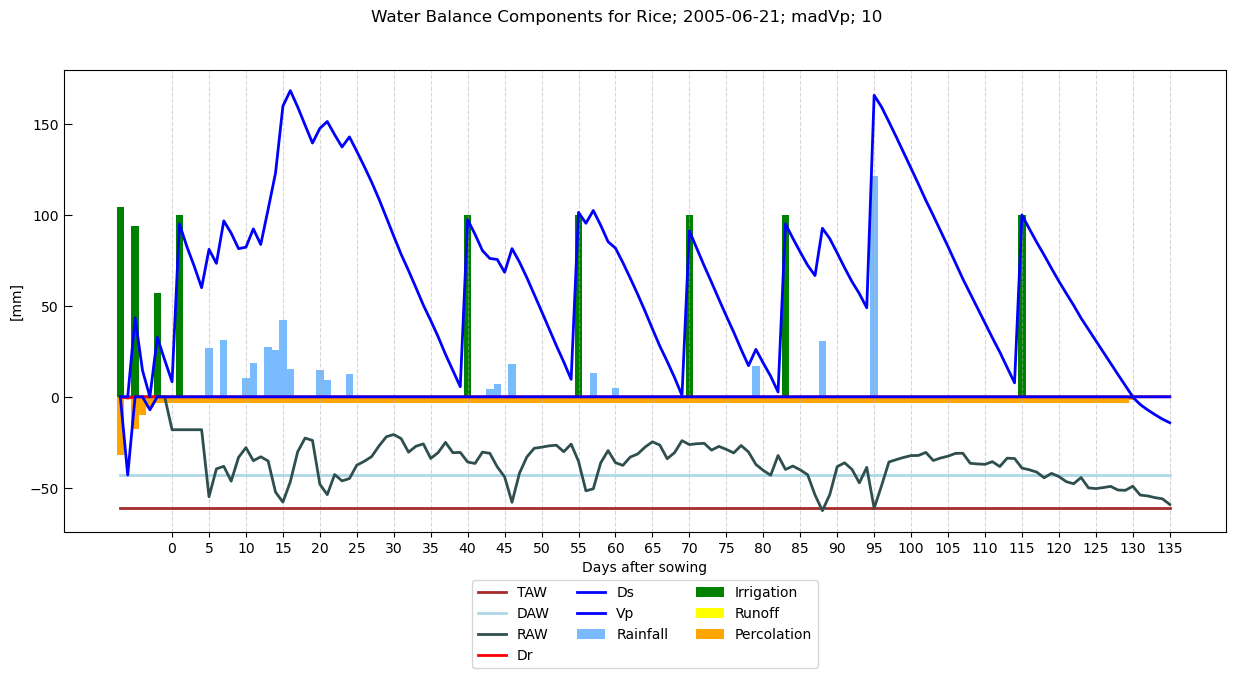 Water Balance Components for Rice; 2005-06-21; madVp; 10
[mm]
150
100
50
0
−50
0 5 10 15 20 25 30 35 40 45 50 55 60 65 70 75 80 85 90 95 100 105 110 115 120 125 130 135
Days after sowing
TAW Ds Irrigation
DAW Vp Runoff
RAW Rainfall Percolation
Dr